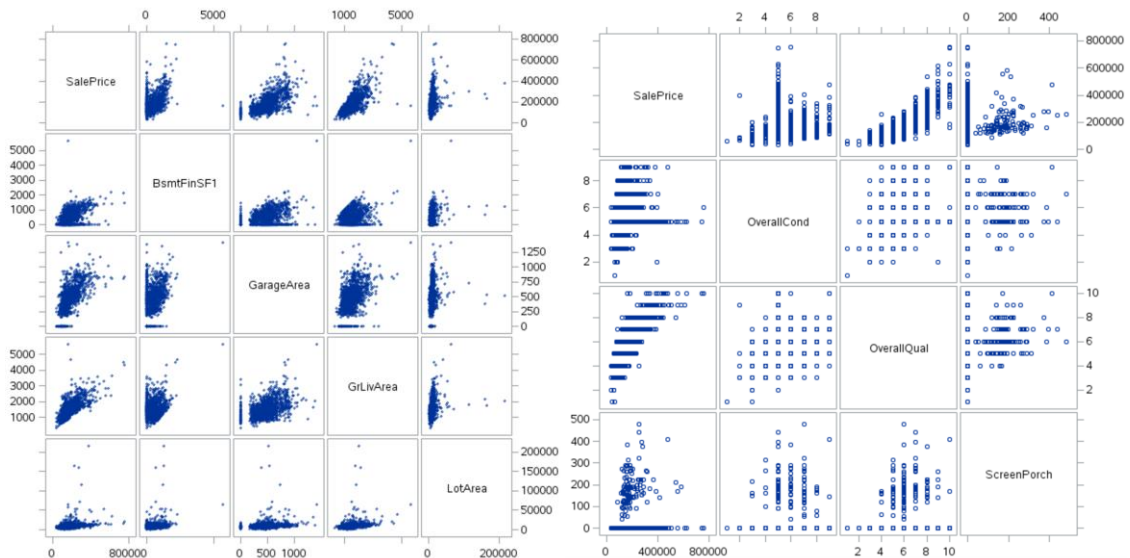 0 5000 1000 5000
SalePrice 800000 600000 400000 200000 0
5000 4000 3000 2000 1000 0 BsmtFinSF1
GarageArea 1250 1000 750 500 250 0
5000 4000 3000 2000 1000 GrLivArea
LotArea 200000 150000 100000 50000 0
0 800000 0 500 1000 0 200000
2 4 6 8 0 200 400
SalePrice 800000 600000 400000 200000 0
8 6 4 2 OverallCond
OverallQual 10 8 6 4 2
500 400 300 200 100 0 ScreenPorch
0 400000 800000 2 4 6 8 10